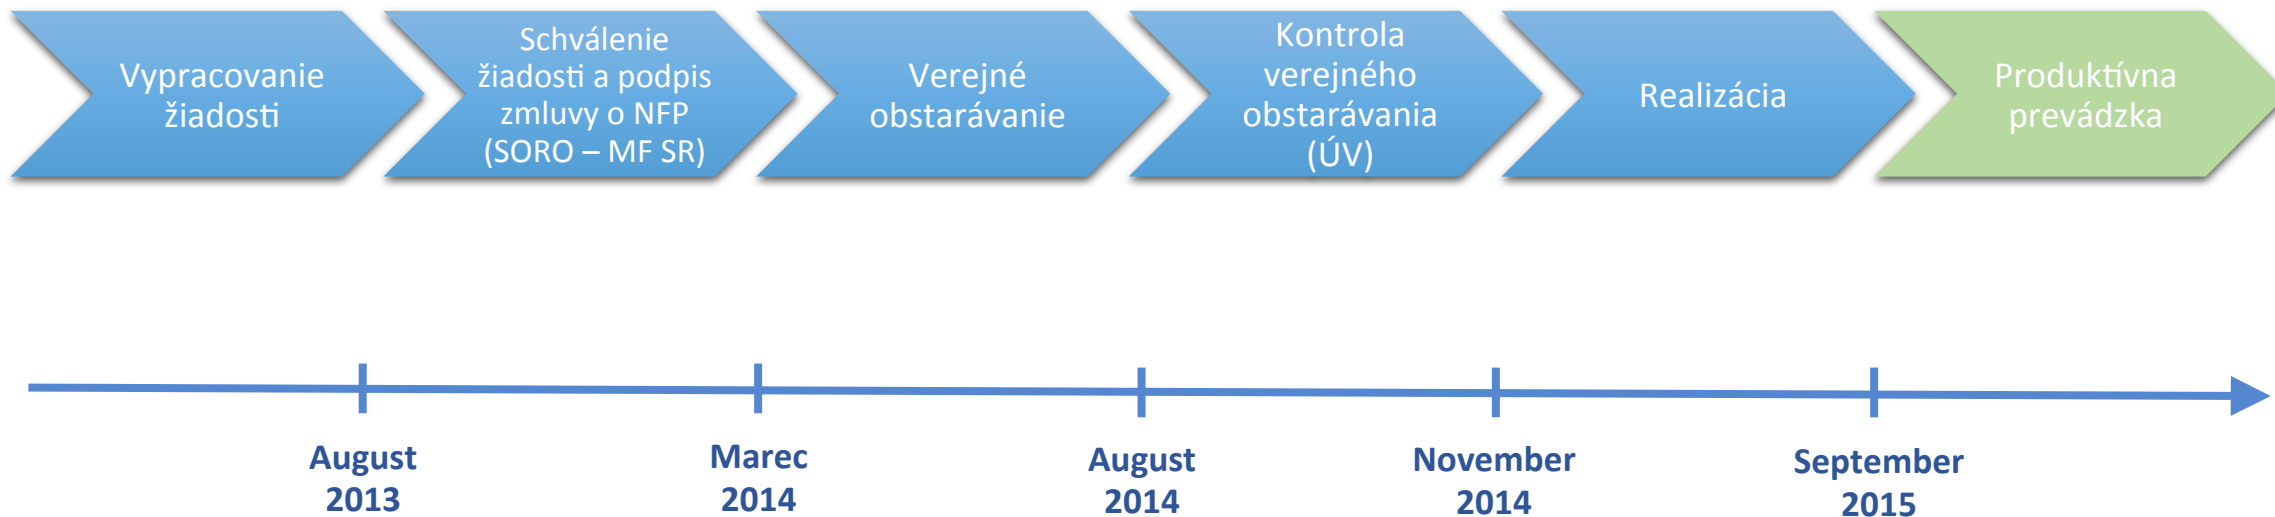 Vypracovanie
žiadosti
Schválenie
žiadosti a podpis
zmluvy o NFP
(SORO – MF SR)
Verejné
obstarávanie
Kontrola
verejného
obstarávania
(ÚV)
Realizácia
Produktívna
prevádzka
August
2013
Marec
2014
August
2014
November
2014
September
2015